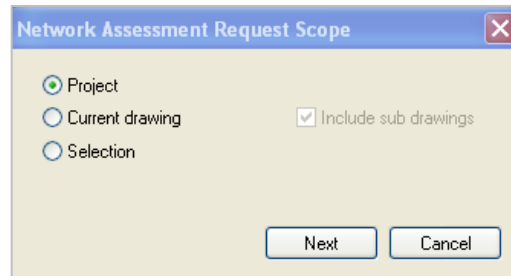 Network Assessment Request Scope
Project
Current drawing Include sub drawings
Selection
Next Cancel